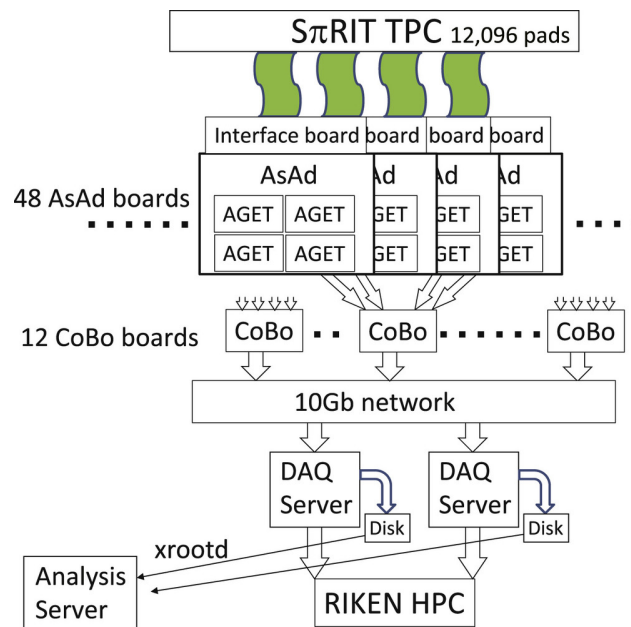 SπRIT TPC 12,096 pads
Interface board board board board
AsAd Ad Ad Ad
48 AsAd boards
AGET AGET GET GET GET
AGET AGET GET GET GET
12 CoBo boards
CoBo CoBo CoBo
10Gb network
DAQ
Server
Disk
DAQ
Server
Disk
xrootd
Analysis
Server
RIKEN HPC